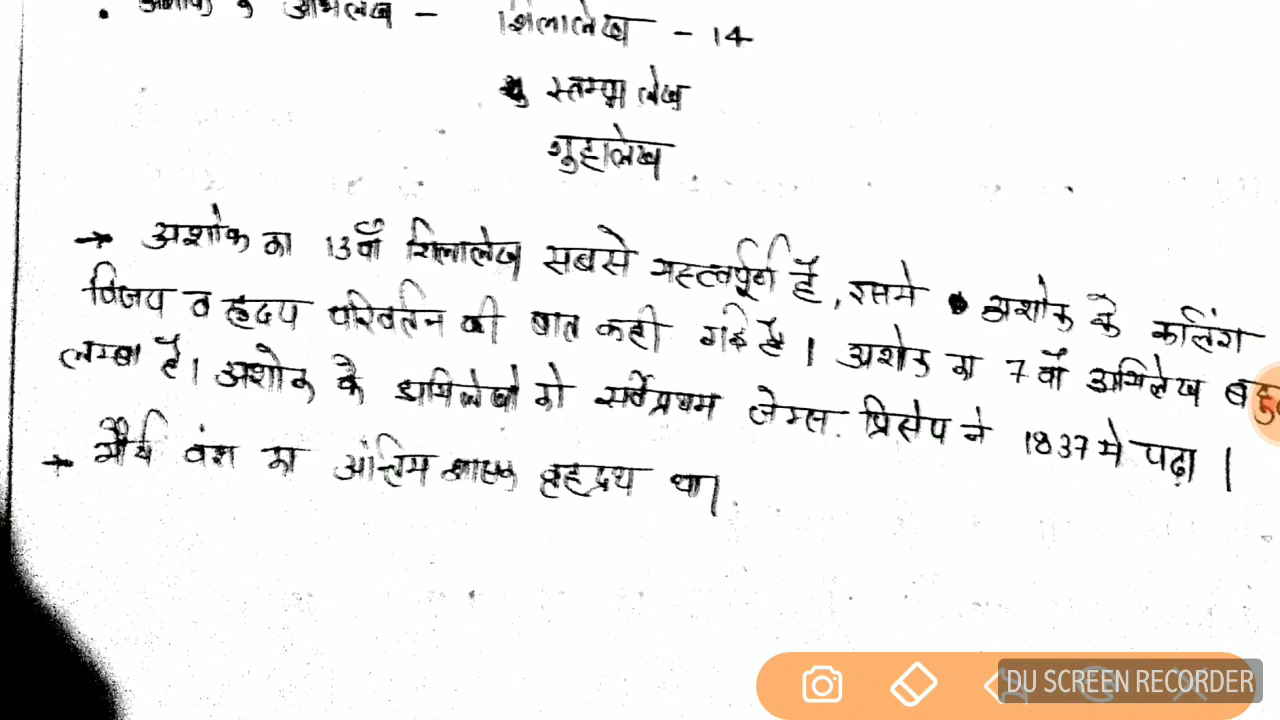 • अशोक के अभिलेख - शिलालेख - 14
स्तम्भ लेख
गुहालेख
→ अशोक का 13वाँ शिलालेख सबसे महत्वपूर्ण है, इसमे अशोक के कलिंग
विजय व हृदय परिवर्तन की बात कही गई है। अशोक का 7वाँ अभिलेख बहुत
लम्बा है। अशोक के अभिलेखो को सर्वप्रथम जेम्स. प्रिसेप ने 1837 मे पढ़ा।
→ मौर्य वंश का अंतिम शासक बृहद्रथ था।
DU SCREEN RECORDER